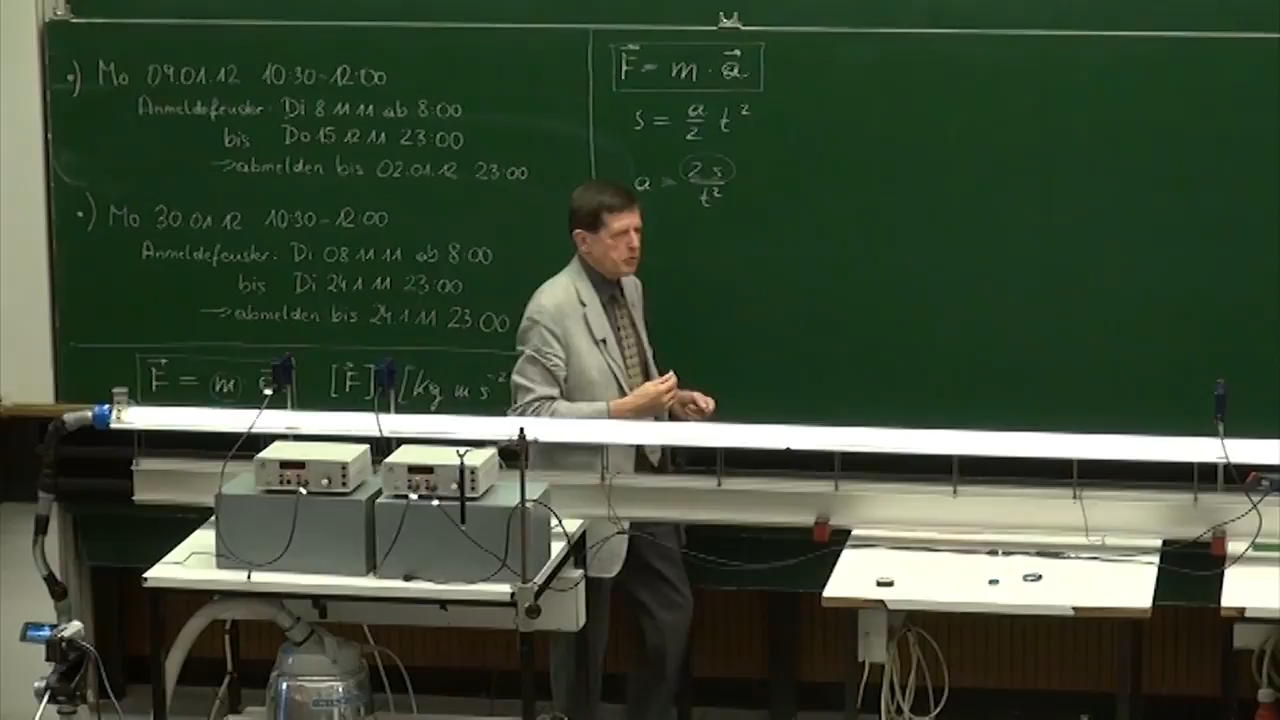 •) Mo 09.01.12 10:30-12:00
Anmeldefenster: Di 8 11 11 ab 8:00
bis Do 15 12 11 23:00
→abmelden bis 02.01.12 23:00
•) Mo 30.01.12 10:30-12:00
Anmeldefenster: Di 08 11 11 ab 8:00
bis Di 24 1 11 23:00
→abmelden bis 24.1 11 23:00
F⃗ = m [F⃗] [kg m s⁻²
F⃗ = m · a⃗
s = a/2 t²
a = 2s/t²